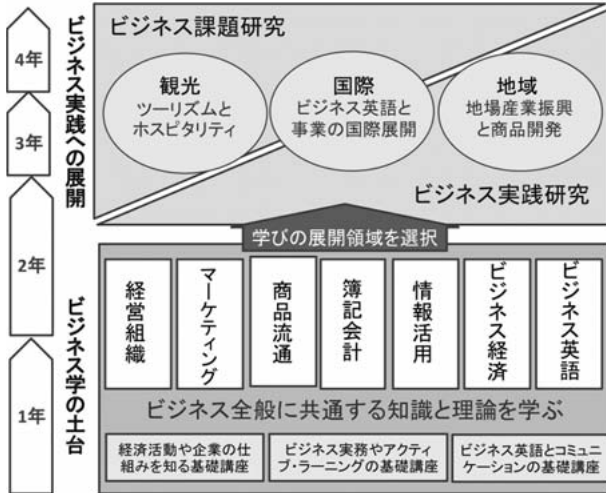 4年
3年
2年
1年
ビジネス実践への展開
ビジネス学の土台
ビジネス課題研究
観光
ツーリズムと
ホスピタリティ
国際
ビジネス英語と
事業の国際展開
地域
地場産業振興
と商品開発
ビジネス実践研究
学びの展開領域を選択
経営組織
マーケティング
商品流通
簿記会計
情報活用
ビジネス経済
ビジネス英語
ビジネス全般に共通する知識と理論を学ぶ
経済活動や企業の仕
組みを知る基礎講座
ビジネス実務やアクティ
ブ・ラーニングの基礎講座
ビジネス英語とコミュニ
ケーションの基礎講座